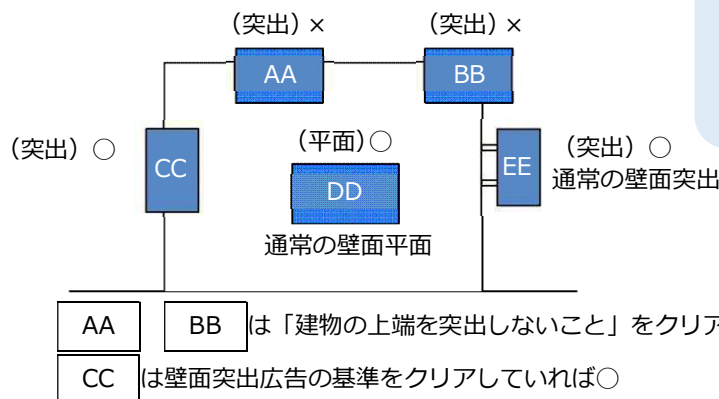 （突出）× （突出）×
AA BB
（突出）○ （平面）○ （突出）○
CC DD EE 通常の壁面突出
通常の壁面平面
AA BB は「建物の上端を突出しないこと」をクリア
CC は壁面突出広告の基準をクリアしていれば○